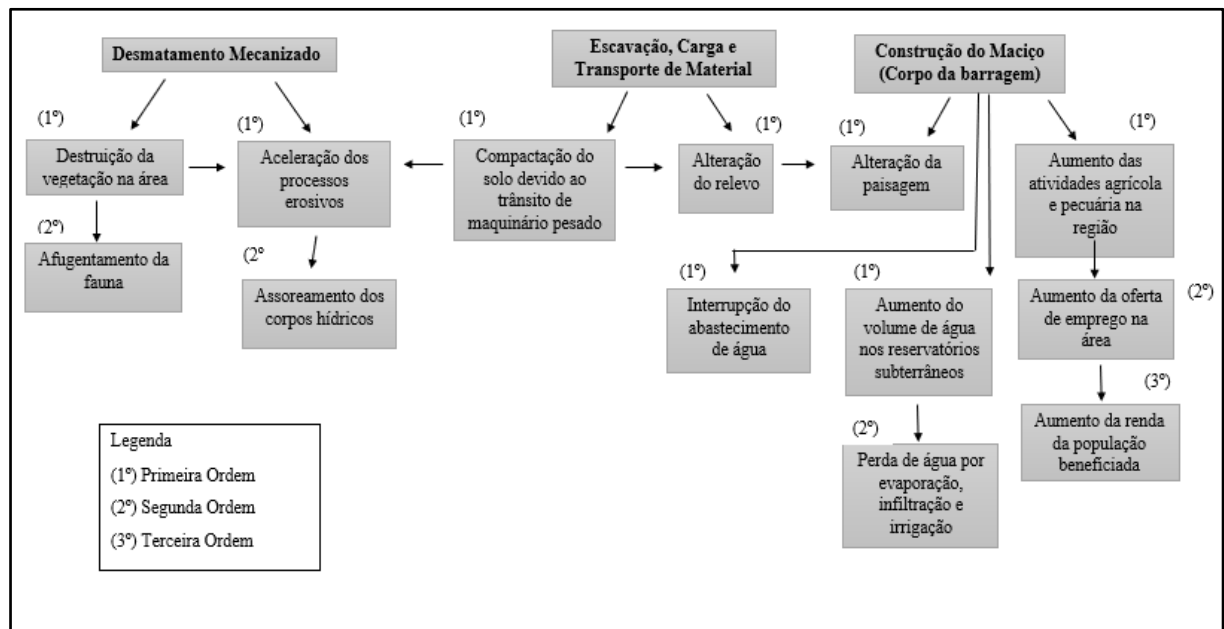 Desmatamento Mecanizado
Escavação, Carga e
Transporte de Material
Construção do Maciço
(Corpo da barragem)
(1º)
Destruição da
vegetação na área
(1º)
Aceleração dos
processos
erosivos
(1º)
Compactação do
solo devido ao
trânsito de
maquinário pesado
(1º)
Alteração
do relevo
(1º)
Alteração da
paisagem
(1º)
Aumento das
atividades agrícola
e pecuária na
região
(2º)
Afugentamento da
fauna
(2º
Assoreamento dos
corpos hídricos
(1º)
Interrupção do
abastecimento
de água
(1º)
Aumento do
volume de água
nos reservatórios
subterrâneos
(2º)
Aumento da oferta
de emprego na
área
(2º)
Perda de água por
evaporação,
infiltração e
irrigação
(3º)
Aumento da renda
da população
beneficiada
Legenda
(1º) Primeira Ordem
(2º) Segunda Ordem
(3º) Terceira Ordem